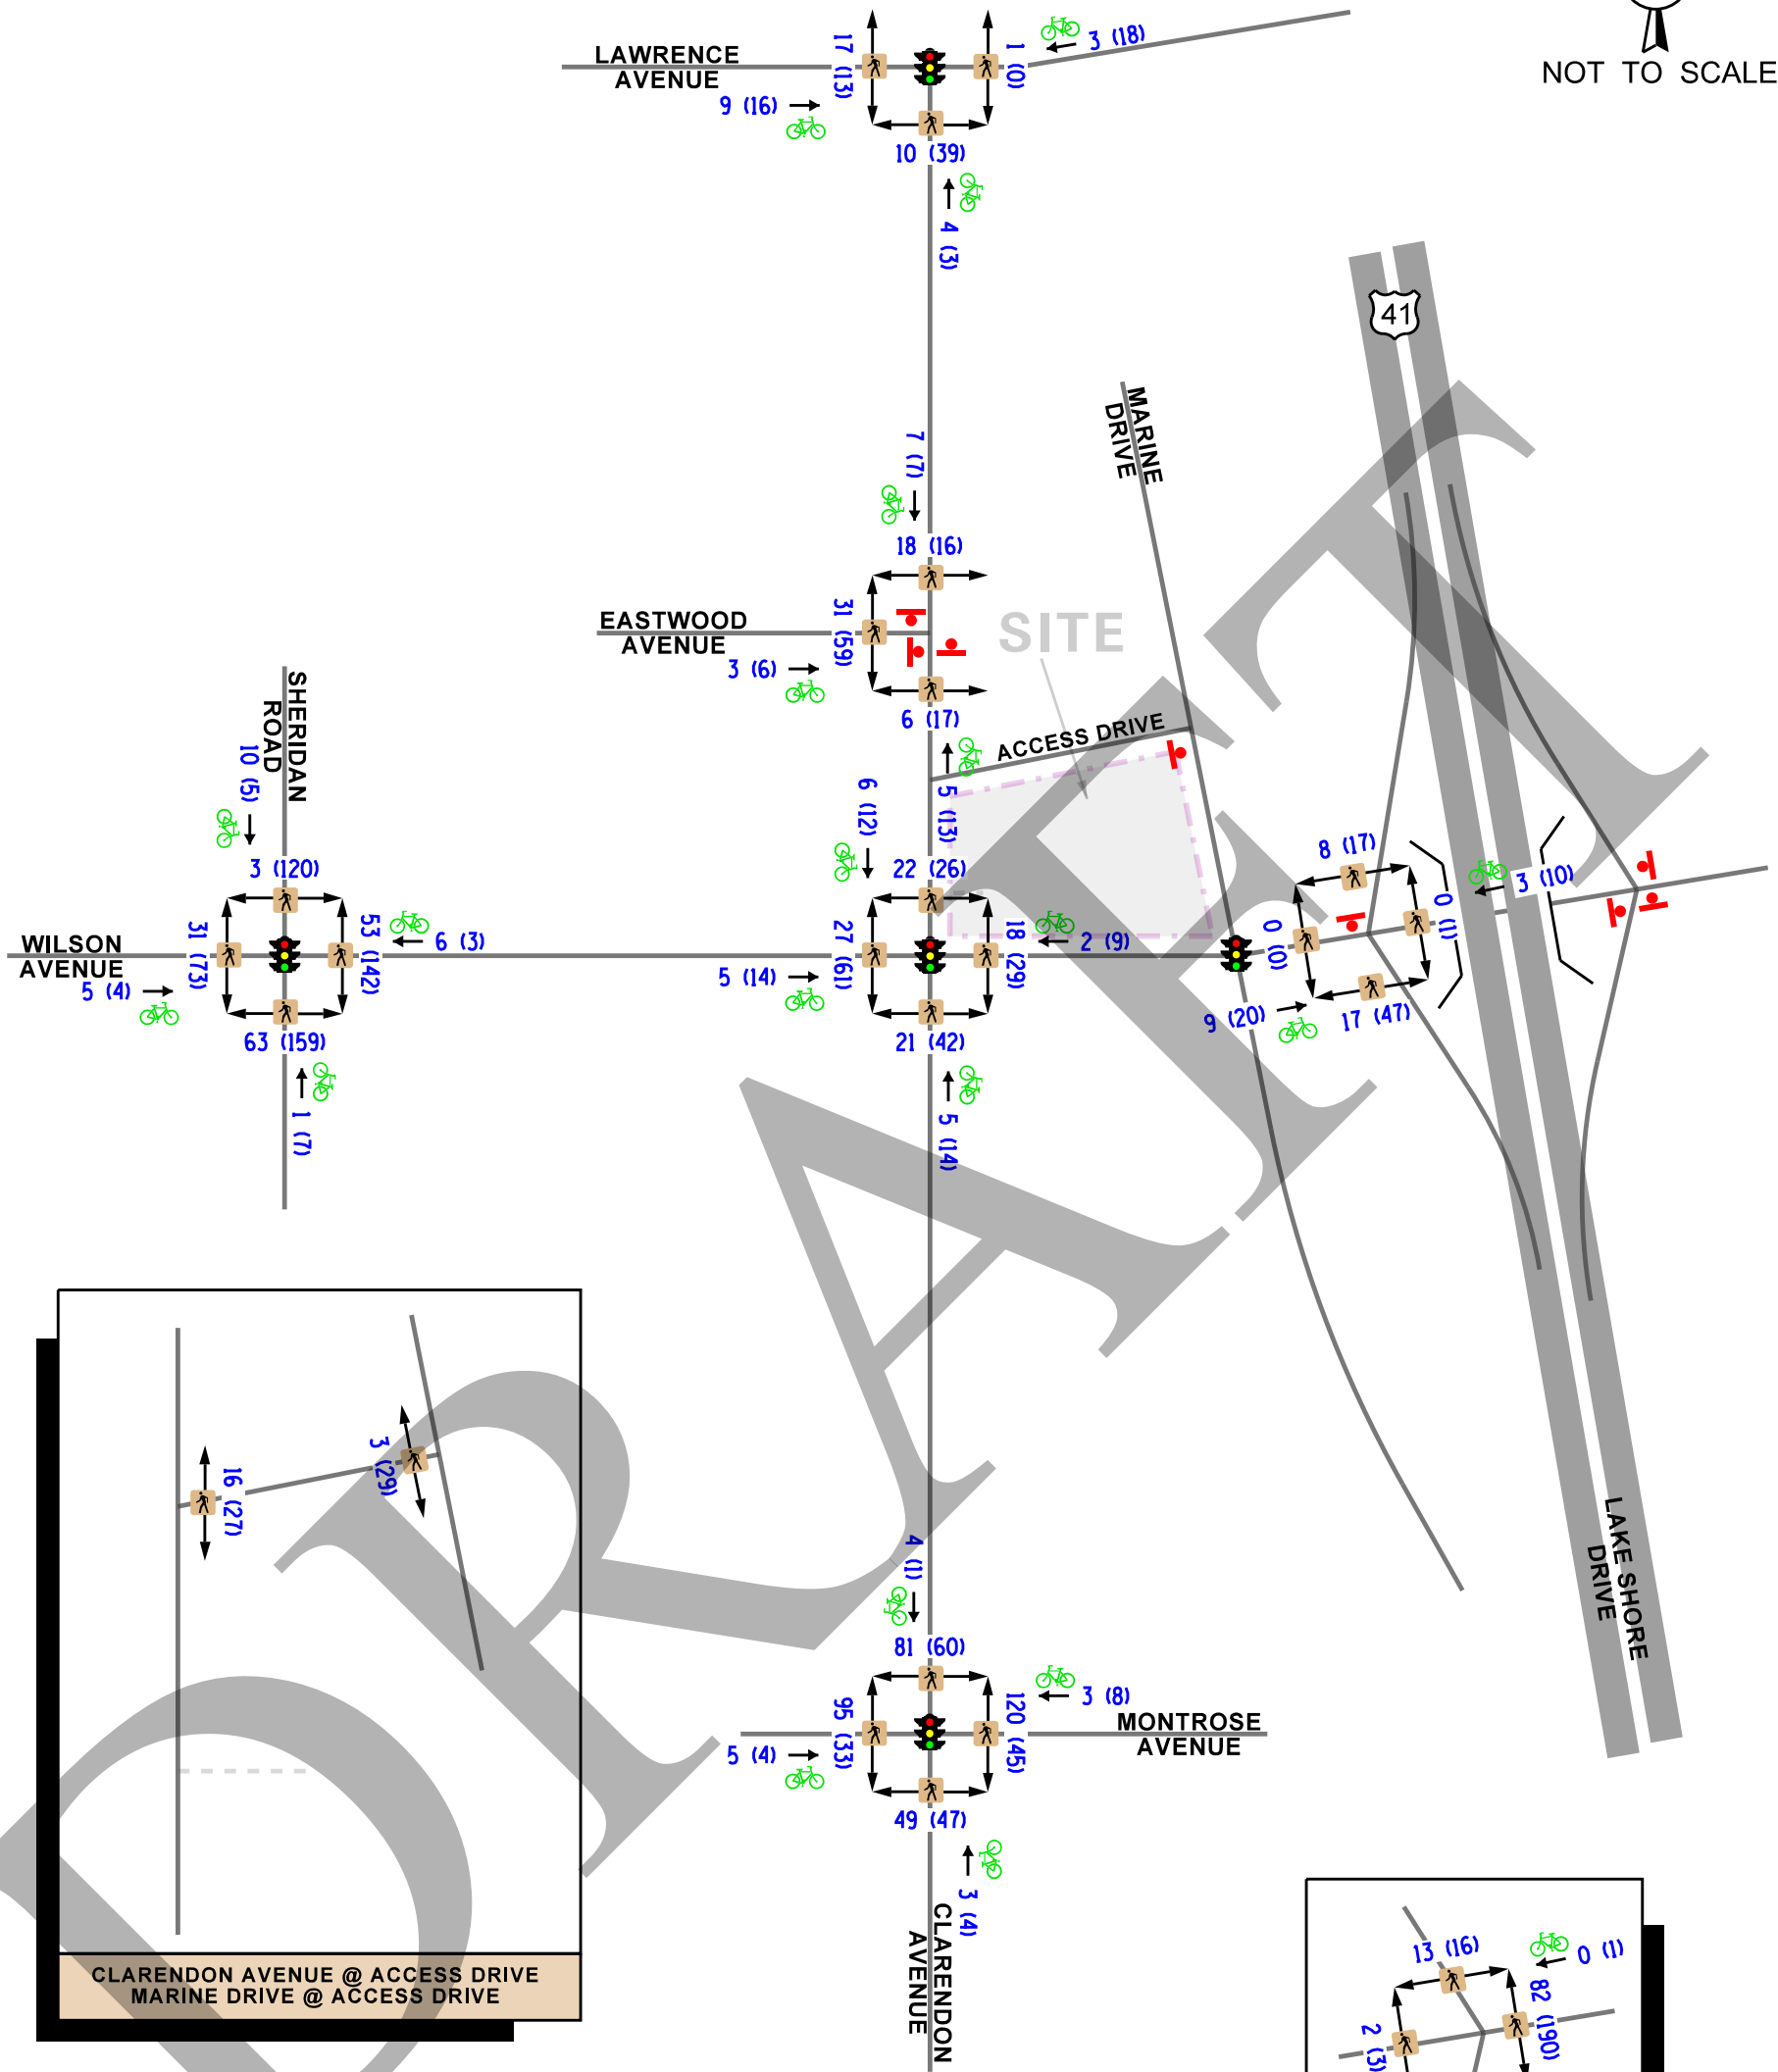 NOT TO SCALE
LAWRENCE
AVENUE
17 (13)
1 (0)
3 (18)
9 (16)
10 (39)
4 (3)
41
MARINE
DRIVE
7 (7)
18 (16)
EASTWOOD
AVENUE
31 (59)
3 (6)
6 (17)
SITE
ACCESS DRIVE
5 (13)
6 (12)
SHERIDAN
ROAD
10 (5)
3 (120)
WILSON
AVENUE
31 (73)
53 (142)
6 (3)
5 (4)
63 (159)
1 (7)
22 (26)
27 (61)
18 (29)
2 (9)
5 (14)
21 (42)
5 (14)
8 (17)
0 (0)
0 (1)
3 (10)
9 (20)
17 (47)
3 (29)
16 (27)
CLARENDON AVENUE @ ACCESS DRIVE
MARINE DRIVE @ ACCESS DRIVE
4 (1)
81 (60)
95 (33)
120 (45)
3 (8)
MONTROSE
AVENUE
5 (4)
49 (47)
3 (4)
CLARENDON
AVENUE
LAKE SHORE
DRIVE
13 (16)
0 (1)
82 (190)
2 (3)
DRAFT